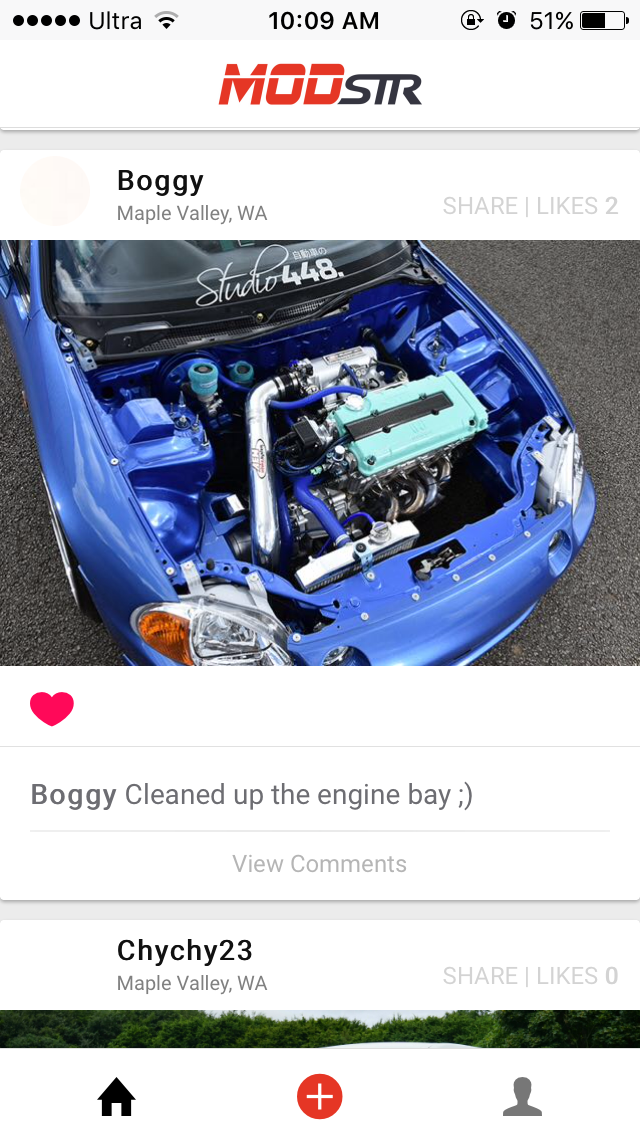 Ultra 10:09 AM 51%
MODSTR
Boggy
Maple Valley, WA
SHARE | LIKES 2
自動車の
Studio 448.
Boggy Cleaned up the engine bay ;)
View Comments
Chychy23
Maple Valley, WA
SHARE | LIKES 0